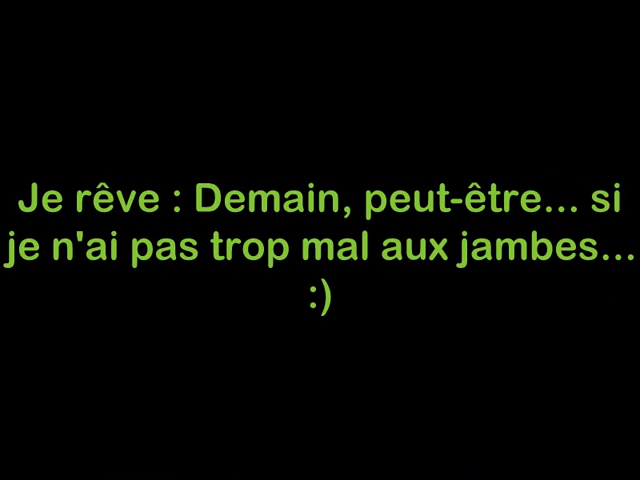 Je rêve : Demain, peut-être... si
je n'ai pas trop mal aux jambes...
:)